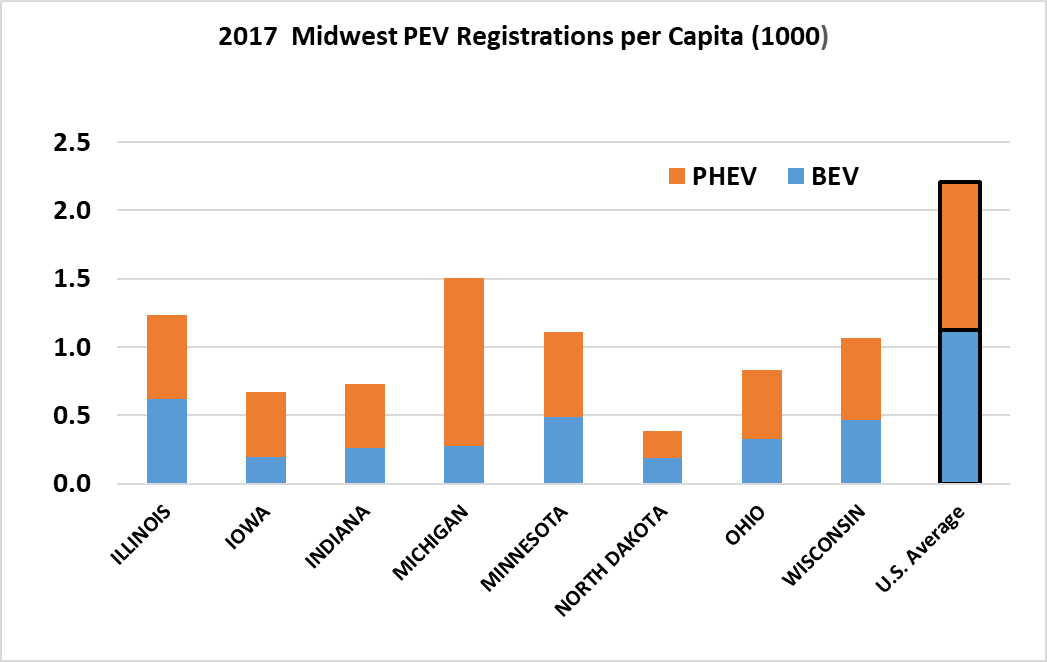 2017  Midwest PEV Registrations per Capita (1000)
2.5
PHEV BEV
2.0
1.5
1.0
0.5
0.0
ILLINOIS
IOWA
INDIANA
MICHIGAN
MINNESOTA
NORTH DAKOTA
OHIO
WISCONSIN
U.S. Average